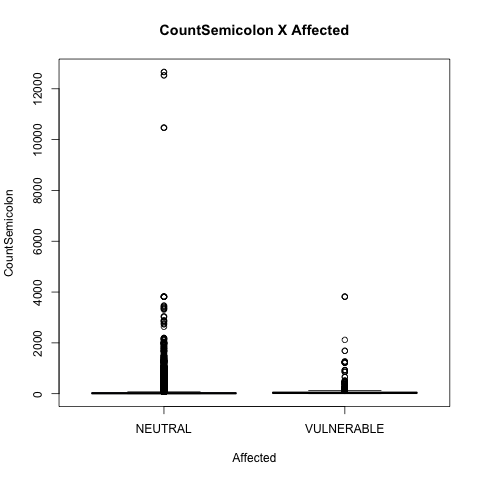 CountSemicolon X Affected
12000
10000
8000
6000
4000
2000
0
CountSemicolon
NEUTRAL
VULNERABLE
Affected